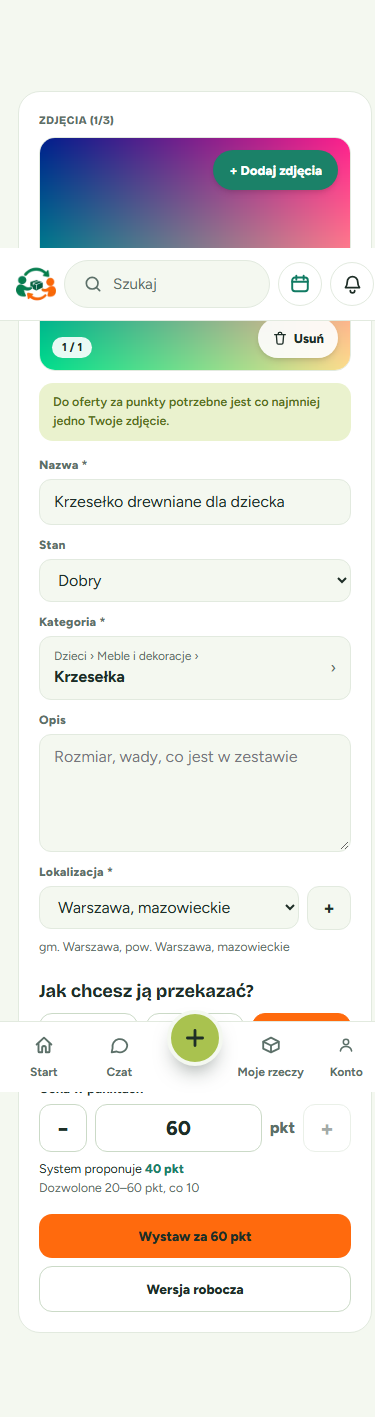 ZDJĘCIA (1/3)
+ Dodaj zdjęcia
Szukaj
1 / 1
Usuń
Do oferty za punkty potrzebne jest co najmniej
jedno Twoje zdjęcie.
Nazwa *
Krzesełko drewniane dla dziecka
Stan
Dobry
Kategoria *
Dzieci › Meble i dekoracje ›
Krzesełka
›
Opis
Rozmiar, wady, co jest w zestawie
Lokalizacja *
Warszawa, mazowieckie
+
gm. Warszawa, pow. Warszawa, mazowieckie
Jak chcesz ją przekazać?
+
Start
Czat
Moje rzeczy
Konto
-
60
pkt
+
System proponuje 40 pkt
Dozwolone 20–60 pkt, co 10
Wystaw za 60 pkt
Wersja robocza